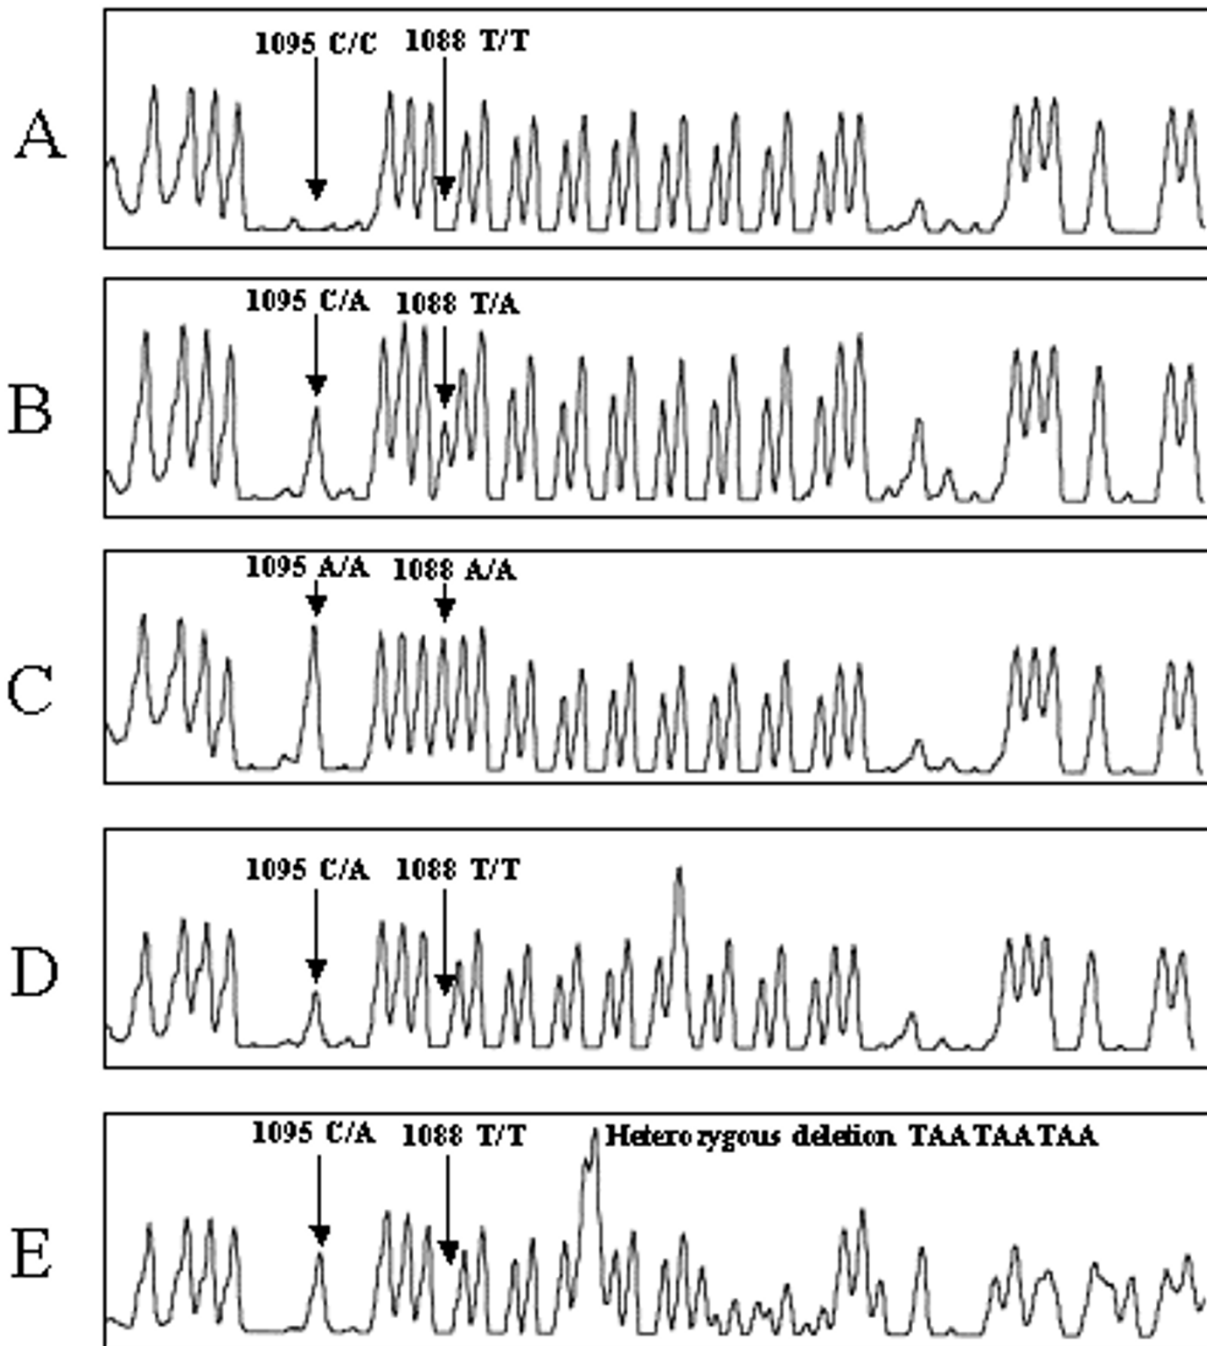 A
1095 C/C 1088 T/T
B
1095 C/A 1088 T/A
C
1095 A/A 1088 A/A
D
1095 C/A 1088 T/T
E
1095 C/A 1088 T/T Heterozygous deletion TAATAATAA